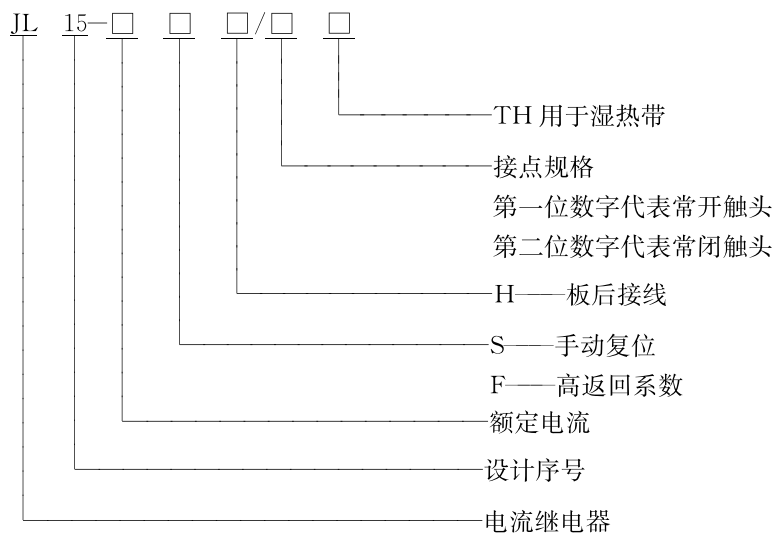 JL 15-□ □ □/□ □
TH 用于湿热带
接点规格
第一位数字代表常开触头
第二位数字代表常闭触头
H——板后接线
S——手动复位
F——高返回系数
额定电流
设计序号
电流继电器